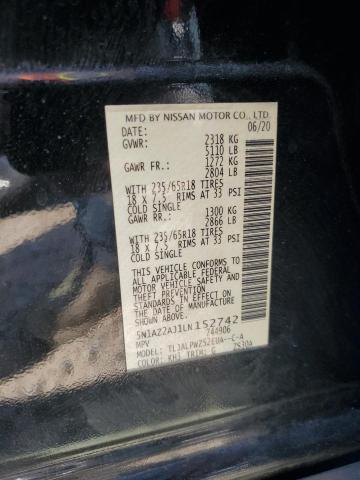 MFD BY NISSAN MOTOR CO., LTD.
DATE: 06/20
GVWR: 2318 KG
5110 LB
GAWR FR.: 1272 KG
2804 LB
WITH 235/65R18 TIRES
18 x 7.5 RIMS AT 33 PSI
COLD SINGLE
GAWR RR.: 1300 KG
2866 LB
WITH 235/65R18 TIRES
18 x 7.5 RIMS AT 33 PSI
COLD SINGLE
THIS VEHICLE CONFORMS TO
ALL APPLICABLE FEDERAL
MOTOR VEHICLE SAFETY
STANDARDS IN EFFECT ON
THE DATE OF MANUFACTURE
SHOWN ABOVE.
5N1AZ2AJ1LN152742
MPV 744906
MODEL: TLJALPWZ52EUA--C-A
COLOR: KH3 TRIM: G ZS30A